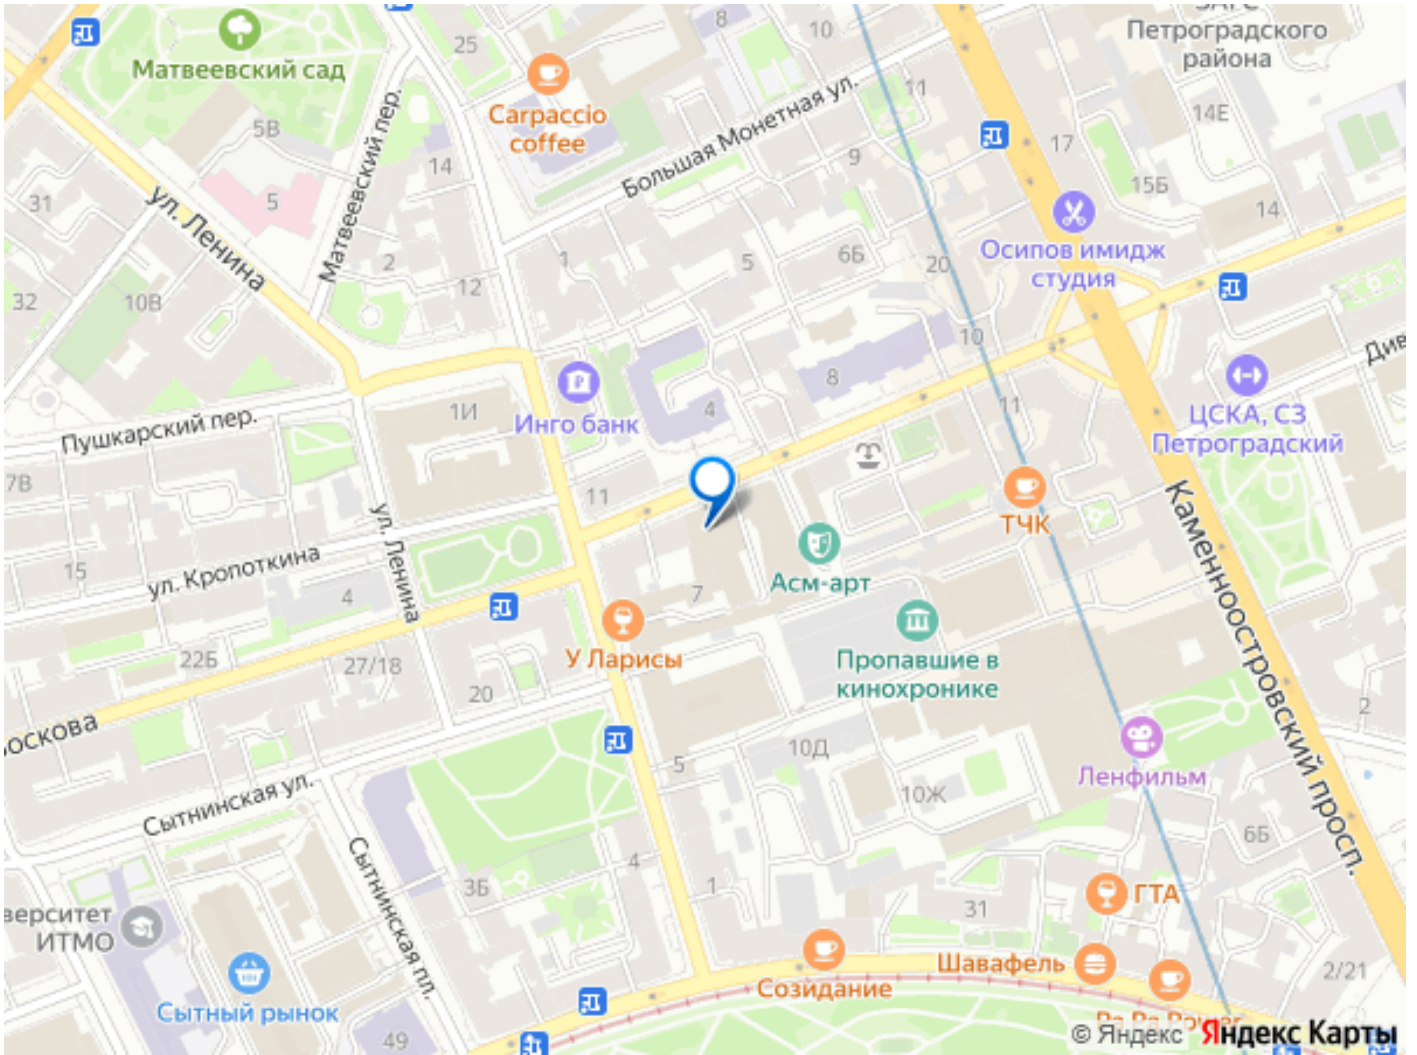 ЗАГС
Петроградского
района
8
10
25
Матвеевский сад
Carpaccio
coffee
11
14Е
Большая Монетная ул.
Матвеевский пер.
5В
17
14
9
15Б
31
5
ул. Ленина
14
Осипов имидж
студия
2
1
5
6Б
20
12
32
10В
10
Див
Инго банк
8
ЦСКА, СЗ
Петроградский
1И
4
11
Пушкарский пер.
7В
11
ТЧК
ул. Ленина
Каменноостровский просп.
ул. Кропоткина
15
4
7
Асм-арт
У Ларисы
Пропавшие в
кинохронике
22Б
27/18
20
2
оскова
5
10Д
Ленфильм
10Ж
Сытнинская ул.
6Б
Сытнинская пл.
4
3Б
1
ГТА
31
верситет
ИТМО
Шавафель
2/21
Созидание
Сытный рынок
49
© Яндекс Яндекс Карты